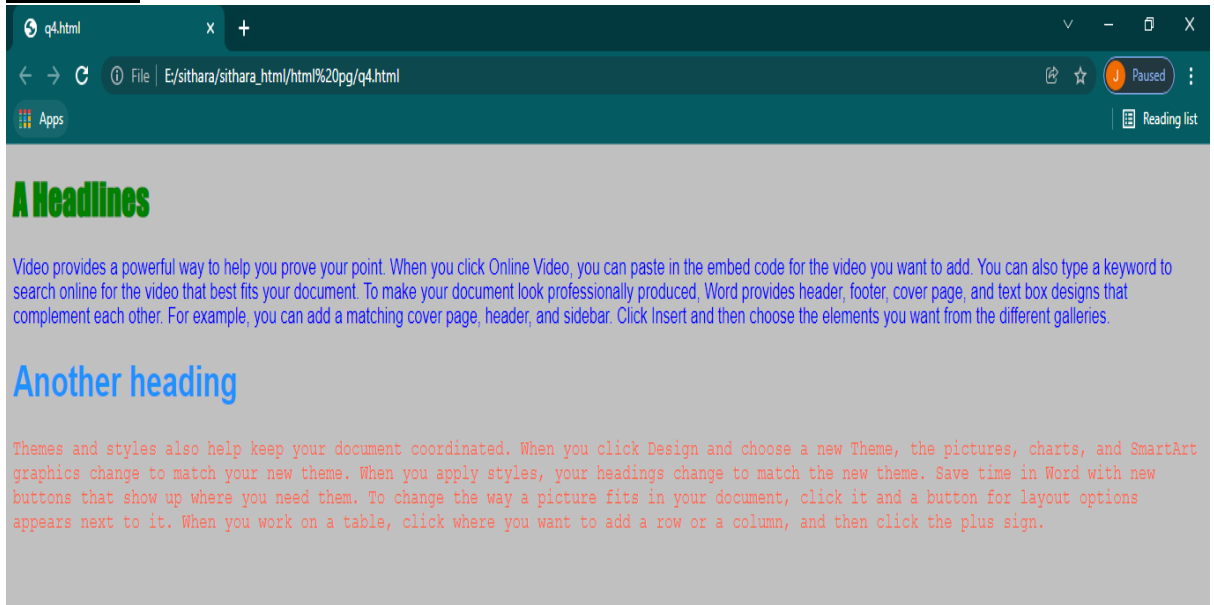 q4.html
File E:/sithara/sithara_html/html%20pg/q4.html
J Paused
Apps
Reading list
A Headlines
Video provides a powerful way to help you prove your point. When you click Online Video, you can paste in the embed code for the video you want to add. You can also type a keyword to
search online for the video that best fits your document. To make your document look professionally produced, Word provides header, footer, cover page, and text box designs that
complement each other. For example, you can add a matching cover page, header, and sidebar. Click Insert and then choose the elements you want from the different galleries.
Another heading
Themes and styles also help keep your document coordinated. When you click Design and choose a new Theme, the pictures, charts, and SmartArt
graphics change to match your new theme. When you apply styles, your headings change to match the new theme. Save time in Word with new
buttons that show up where you need them. To change the way a picture fits in your document, click it and a button for layout options
appears next to it. When you work on a table, click where you want to add a row or a column, and then click the plus sign.